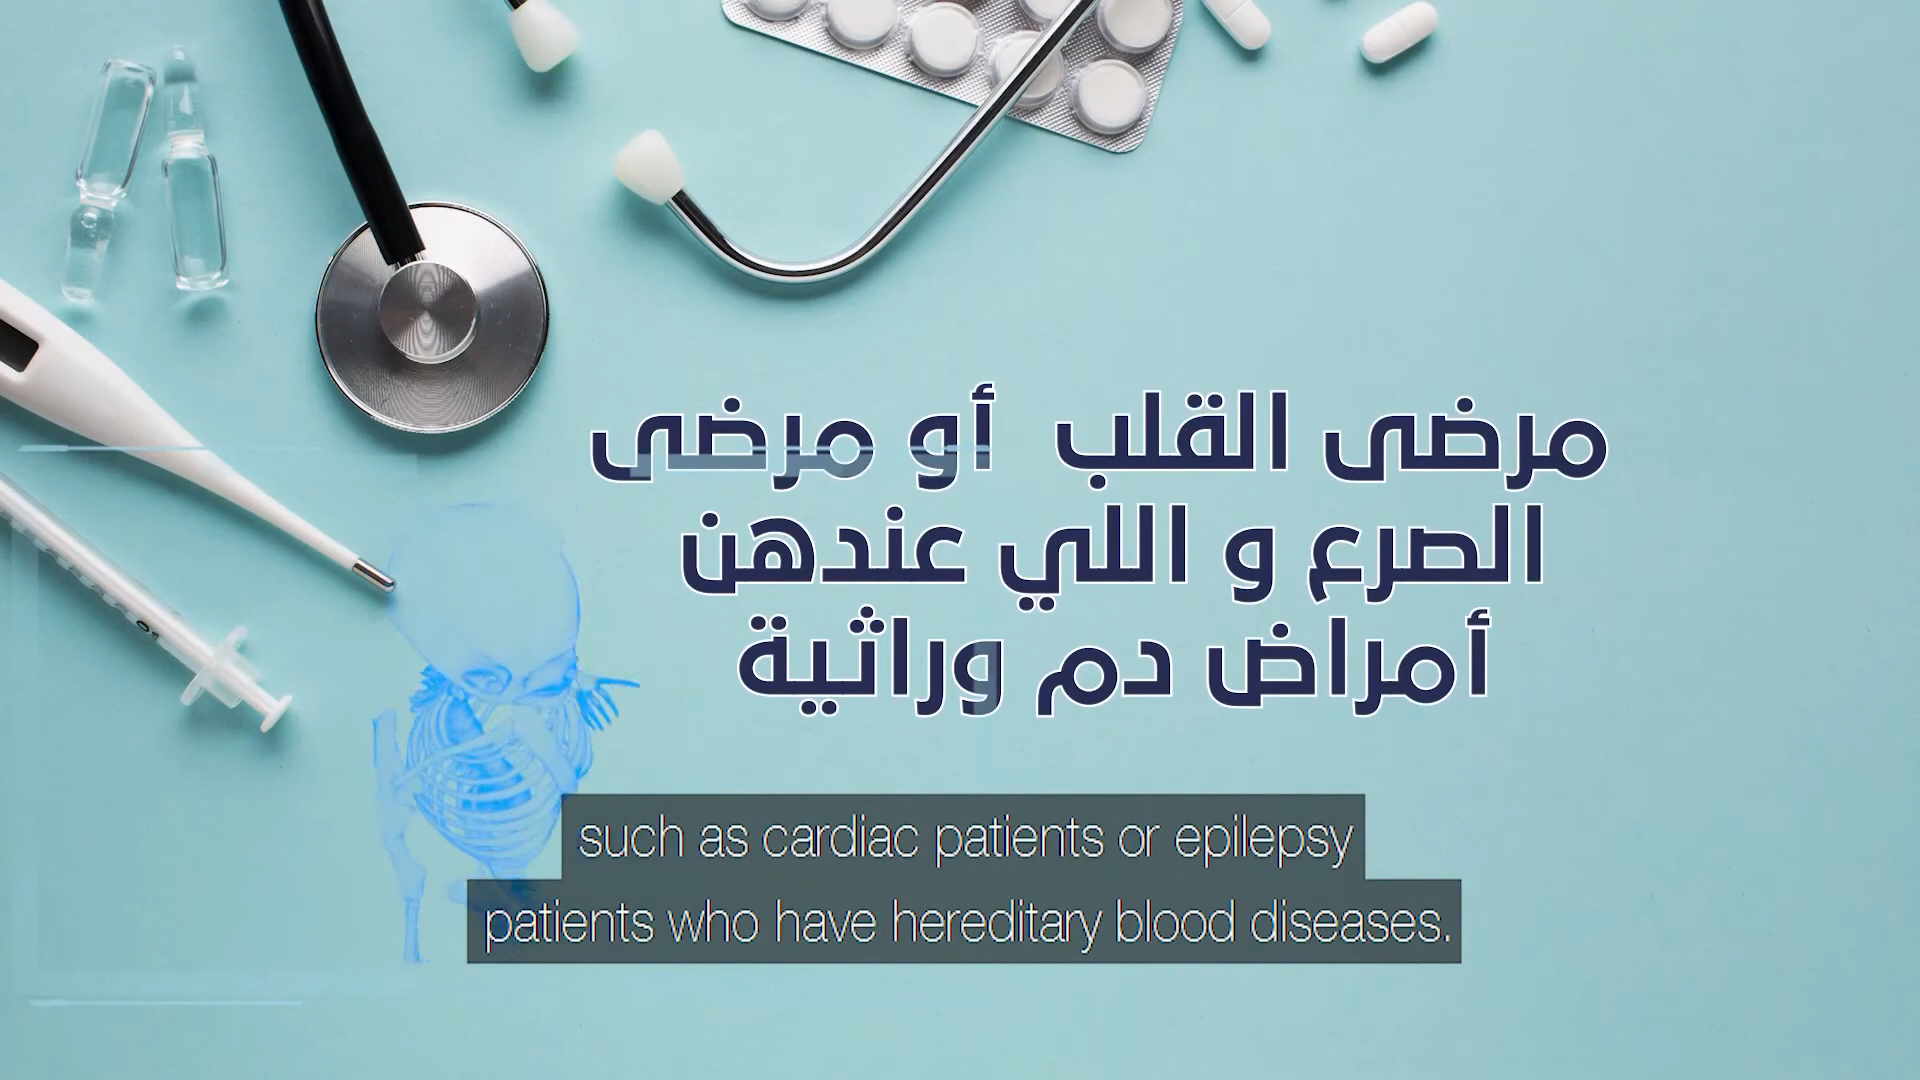 مرضى القلب أو مرضى
الصرع و اللي عندهن
أمراض دم وراثية
such as cardiac patients or epilepsy
patients who have hereditary blood diseases.